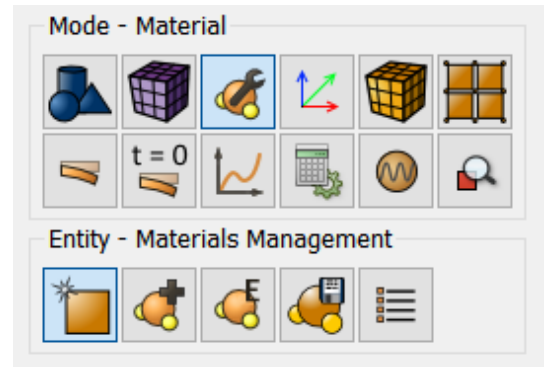 Mode - Material
t = 0
Entity - Materials Management
E